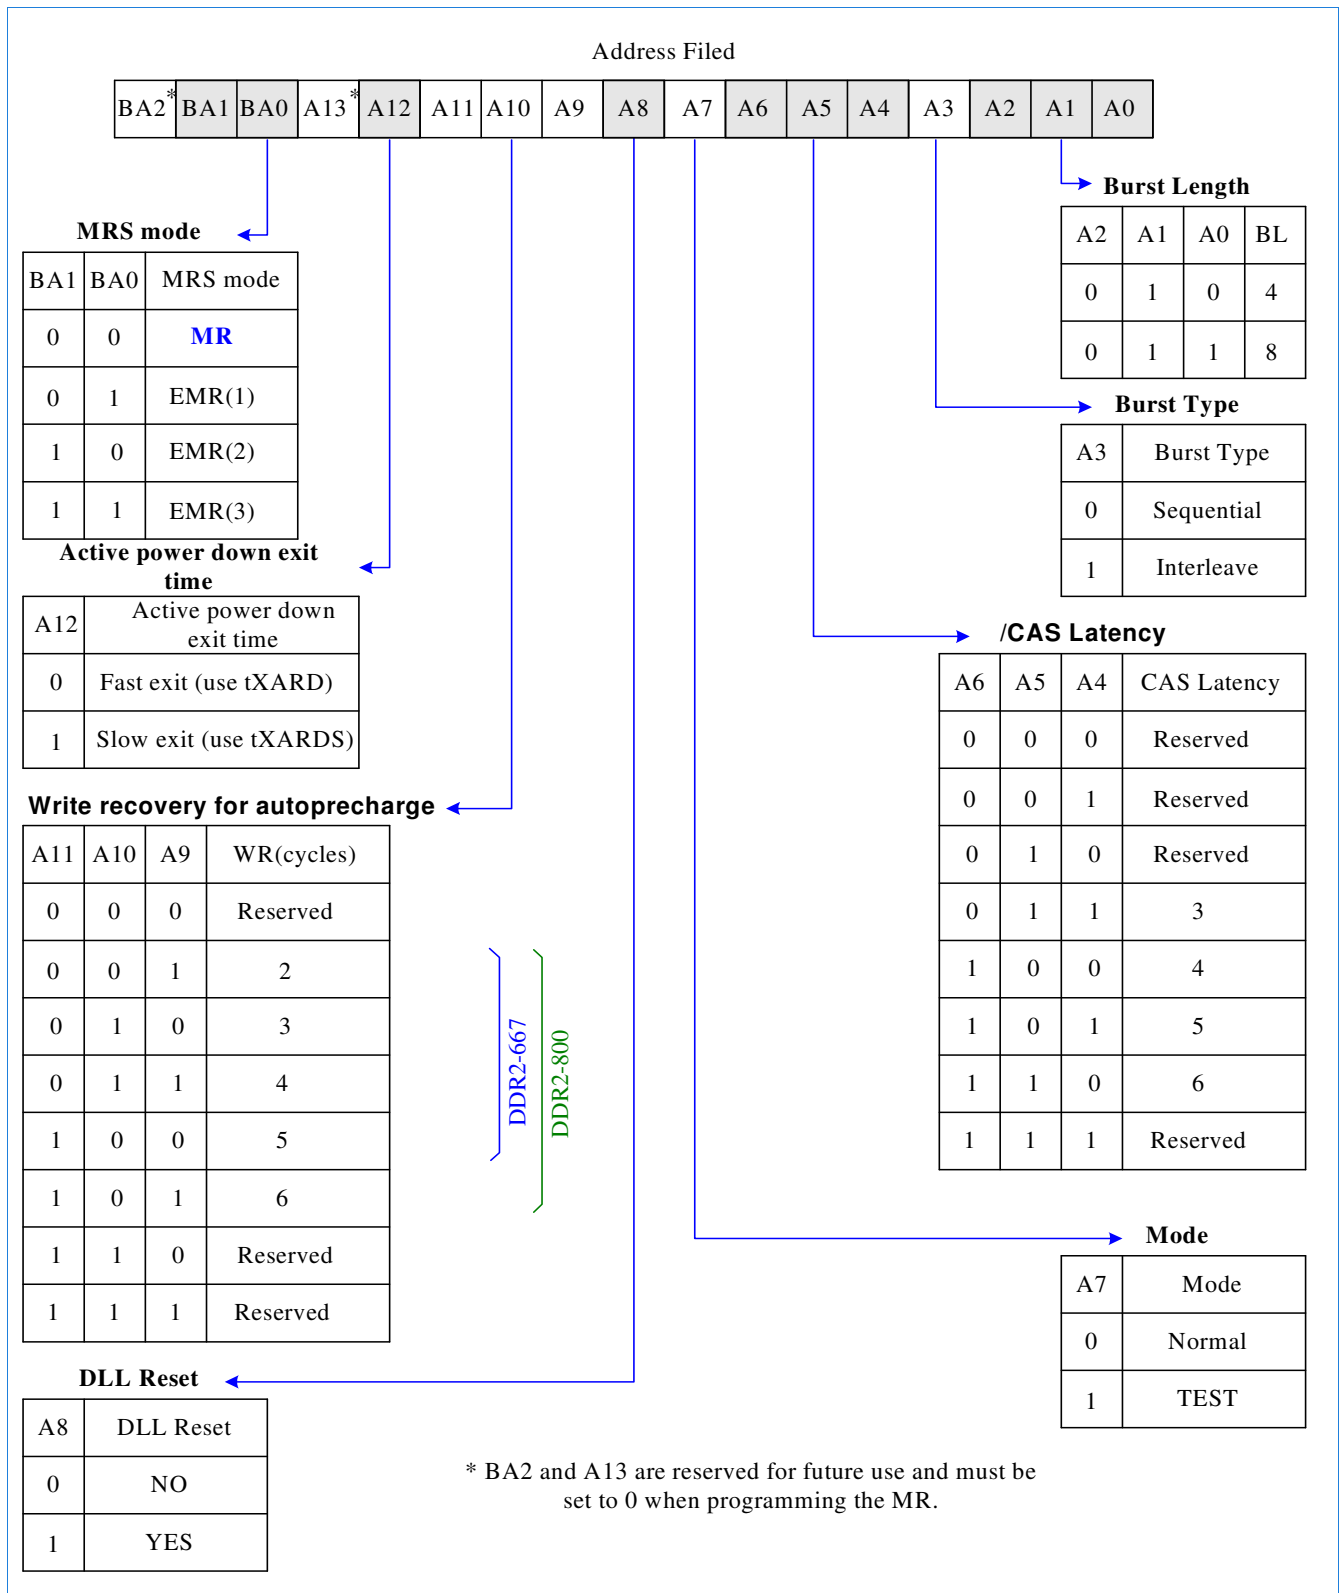 Address Filed
BA2* BA1 BA0 A13* A12 A11 A10 A9 A8 A7 A6 A5 A4 A3 A2 A1 A0
MRS mode
BA1 BA0 MRS mode
0 0 MR
0 1 EMR(1)
1 0 EMR(2)
1 1 EMR(3)
Active power down exit
time
A12 Active power down
exit time
0 Fast exit (use tXARD)
1 Slow exit (use tXARDS)
Write recovery for autoprecharge
A11 A10 A9 WR(cycles)
0 0 0 Reserved
0 0 1 2
0 1 0 3
0 1 1 4
1 0 0 5
1 0 1 6
1 1 0 Reserved
1 1 1 Reserved
DDR2-667
DDR2-800
DLL Reset
A8 DLL Reset
0 NO
1 YES
Burst Length
A2 A1 A0 BL
0 1 0 4
0 1 1 8
Burst Type
A3 Burst Type
0 Sequential
1 Interleave
/CAS Latency
A6 A5 A4 CAS Latency
0 0 0 Reserved
0 0 1 Reserved
0 1 0 Reserved
0 1 1 3
1 0 0 4
1 0 1 5
1 1 0 6
1 1 1 Reserved
Mode
A7 Mode
0 Normal
1 TEST
* BA2 and A13 are reserved for future use and must be
set to 0 when programming the MR.